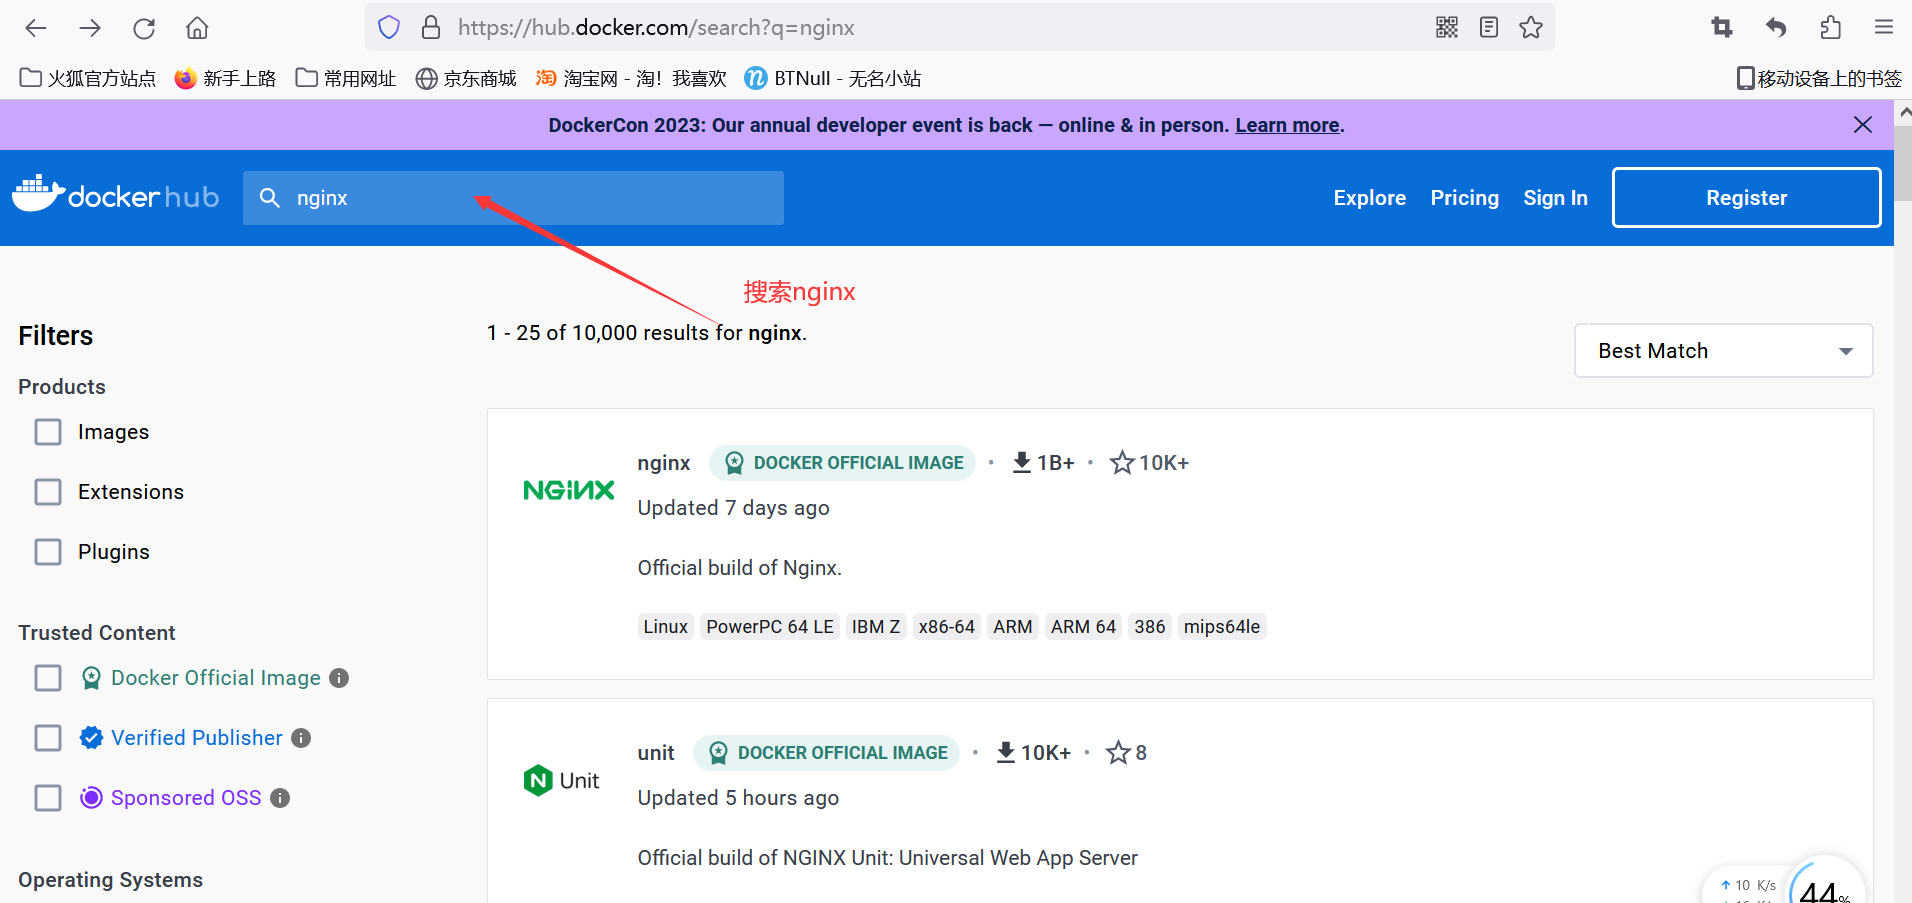 https://hub.docker.com/search?q=nginx
火狐官方站点 新手上路 常用网址 京东商城 淘宝网 - 淘！我喜欢 BTNull - 无名小站 移动设备上的书签
DockerCon 2023: Our annual developer event is back — online & in person. Learn more.
docker hub nginx Explore Pricing Sign In Register
搜索nginx
Filters
1 - 25 of 10,000 results for nginx.
Best Match
Products
Images
Extensions
Plugins
Trusted Content
Docker Official Image
Verified Publisher
Sponsored OSS
Operating Systems
NGINX
nginx DOCKER OFFICIAL IMAGE · 1B+ · 10K+
Updated 7 days ago
Official build of Nginx.
Linux PowerPC 64 LE IBM Z x86-64 ARM ARM 64 386 mips64le
N Unit
unit DOCKER OFFICIAL IMAGE · 10K+ · 8
Updated 5 hours ago
Official build of NGINX Unit: Universal Web App Server
↑ 10 K/s
44%